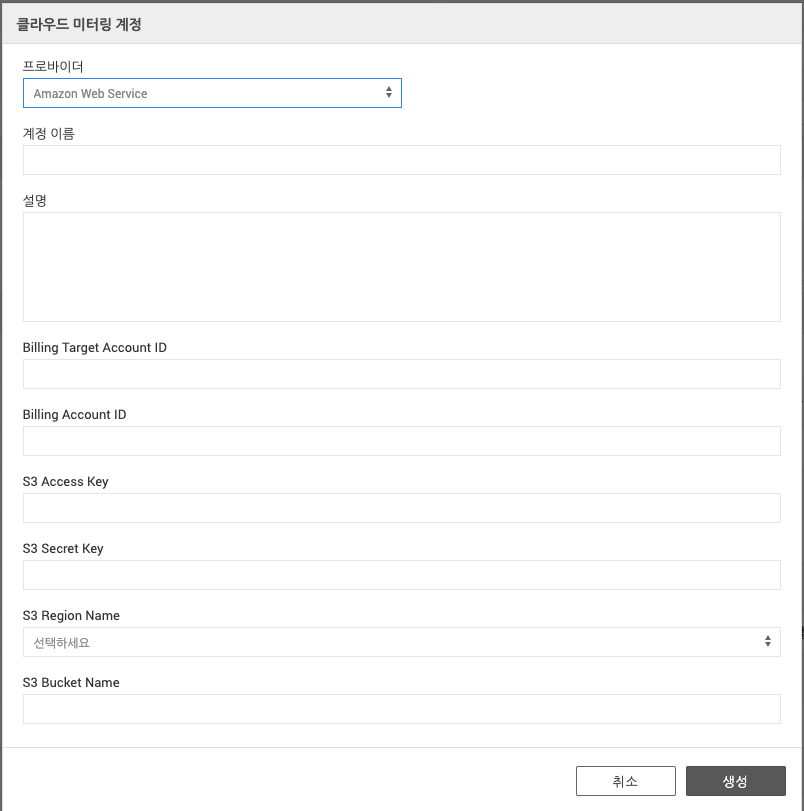 클라우드 미터링 계정
프로바이더
Amazon Web Service
계정 이름
설명
Billing Target Account ID
Billing Account ID
S3 Access Key
S3 Secret Key
S3 Region Name
선택하세요
S3 Bucket Name
취소 생성